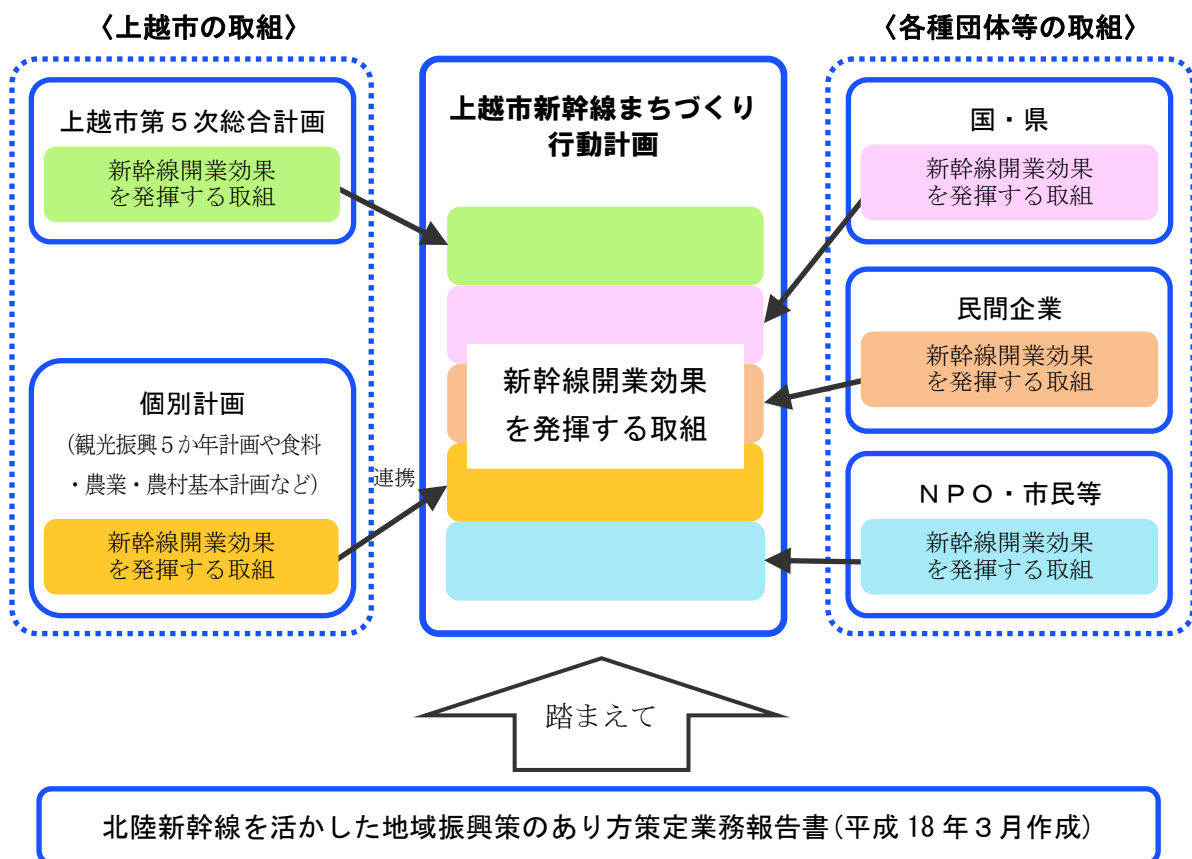 〈上越市の取組〉
上越市第５次総合計画
新幹線開業効果
を発揮する取組
個別計画
(観光振興５か年計画や食料
・農業・農村基本計画など)
新幹線開業効果
を発揮する取組
連携
上越市新幹線まちづくり
行動計画
新幹線開業効果
を発揮する取組
〈各種団体等の取組〉
国・県
新幹線開業効果
を発揮する取組
民間企業
新幹線開業効果
を発揮する取組
ＮＰＯ・市民等
新幹線開業効果
を発揮する取組
踏まえて
北陸新幹線を活かした地域振興策のあり方策定業務報告書(平成 18 年３月作成)